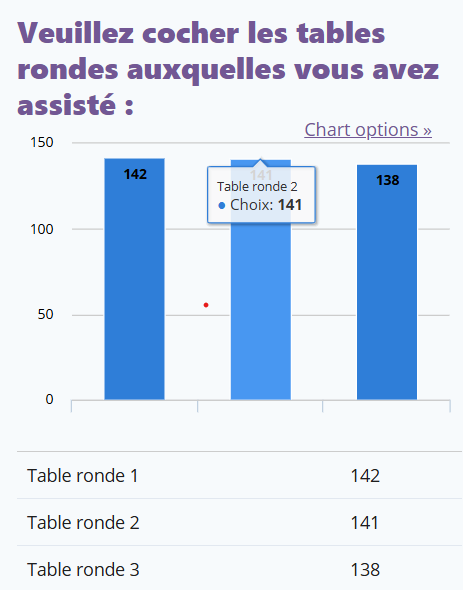 Veuillez cocher les tables
rondes auxquelles vous avez
assisté :
Chart options »
150
142
141
138
Table ronde 2
● Choix: 141
100
50
0
Table ronde 1 142
Table ronde 2 141
Table ronde 3 138